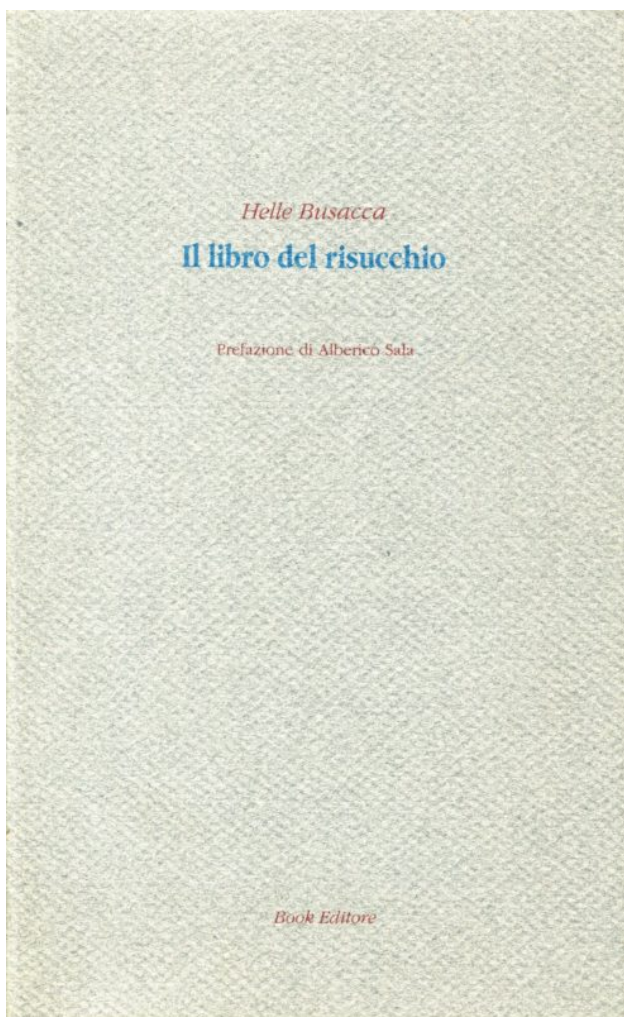 Helle Busacca
Il libro del risucchio
Prefazione di Alberico Sala
Book Editore